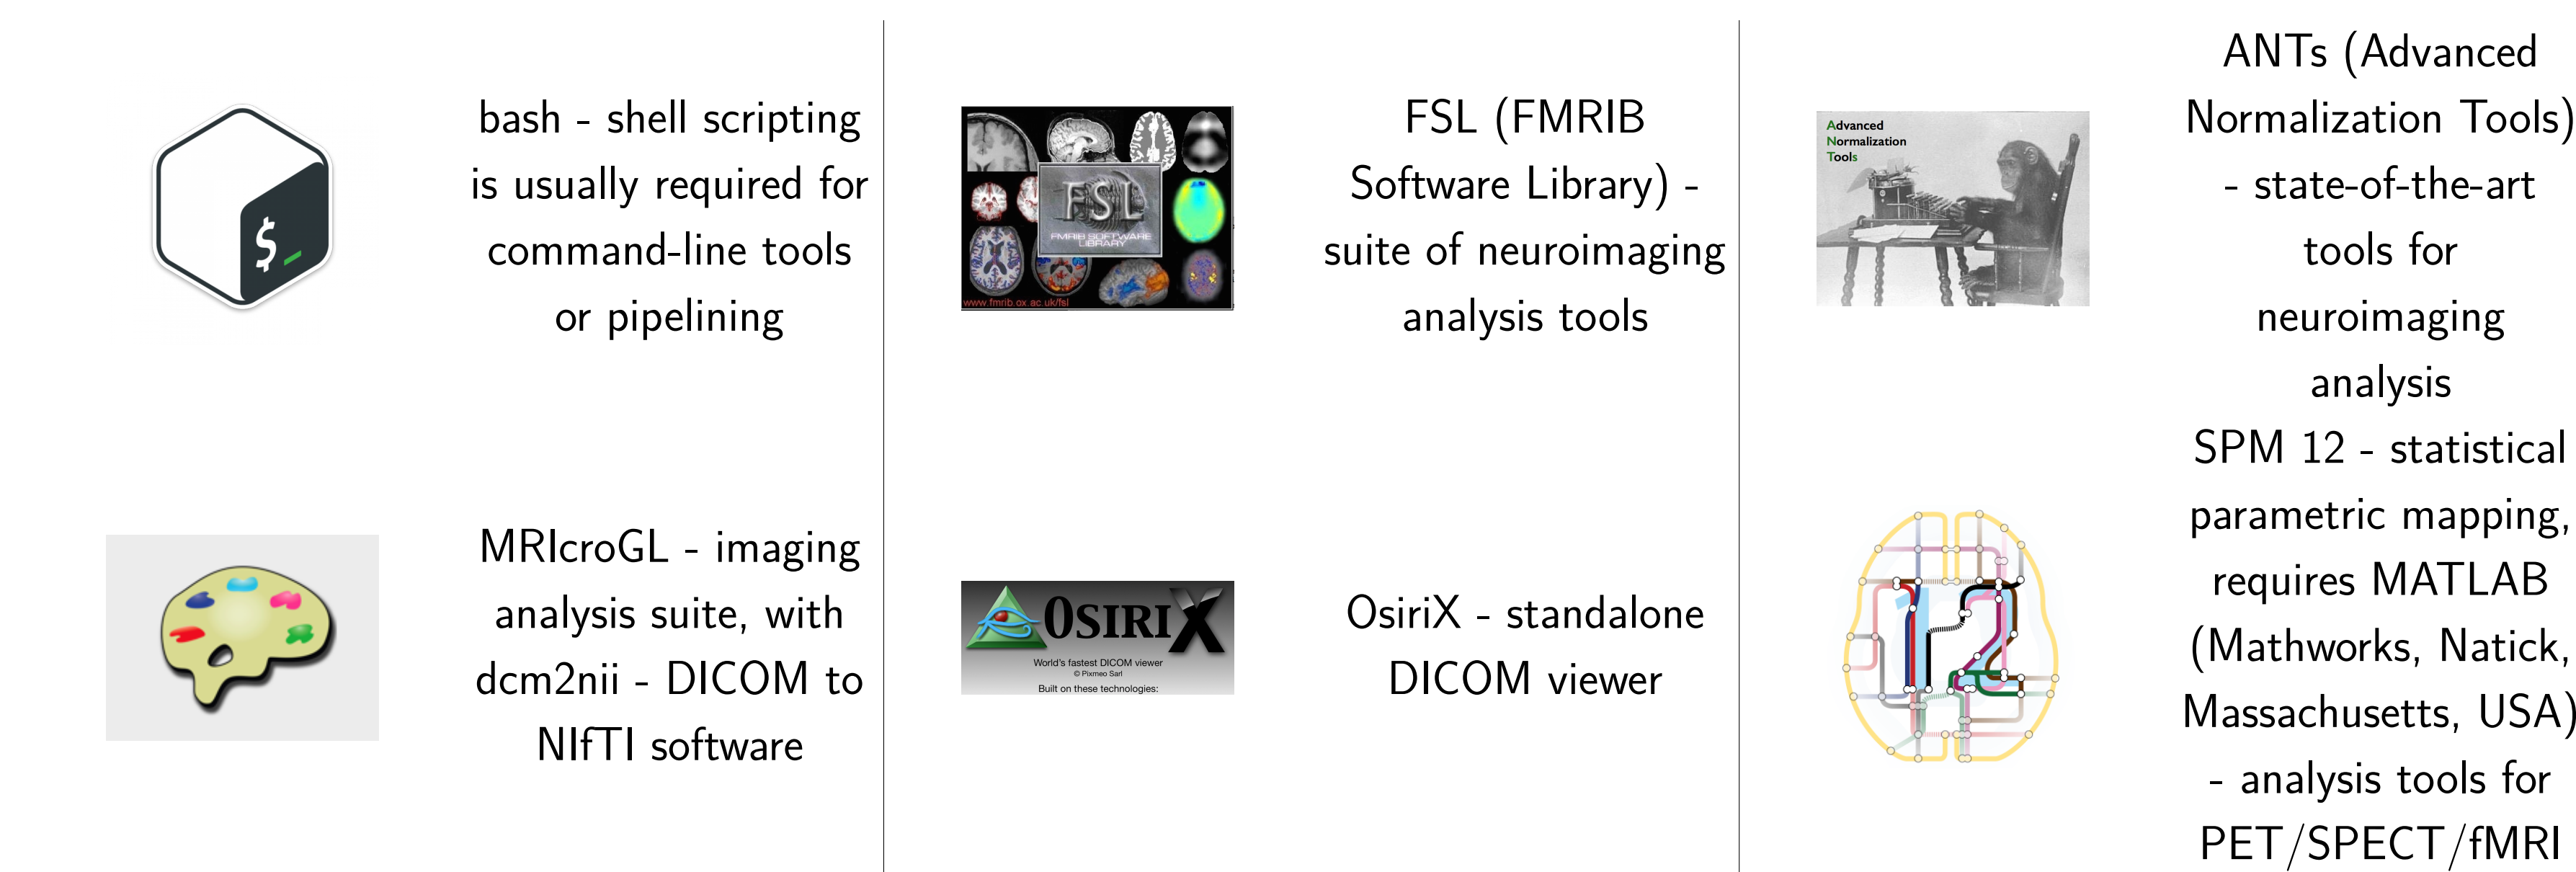 $_
bash - shell scripting
is usually required for
command-line tools
or pipelining
FSL
FMRIB SOFTWARE
LIBRARY
www.fmrib.ox.ac.uk/fsl
FSL (FMRIB
Software Library) -
suite of neuroimaging
analysis tools
Advanced
Normalization
Tools
ANTs (Advanced
Normalization Tools)
- state-of-the-art
tools for
neuroimaging
analysis
MRIcroGL - imaging
analysis suite, with
dcm2nii - DICOM to
NIfTI software
OSIRIX
World's fastest DICOM viewer
© Pixmeo Sarl
Built on these technologies:
OsiriX - standalone
DICOM viewer
12
SPM 12 - statistical
parametric mapping,
requires MATLAB
(Mathworks, Natick,
Massachusetts, USA)
- analysis tools for
PET/SPECT/fMRI